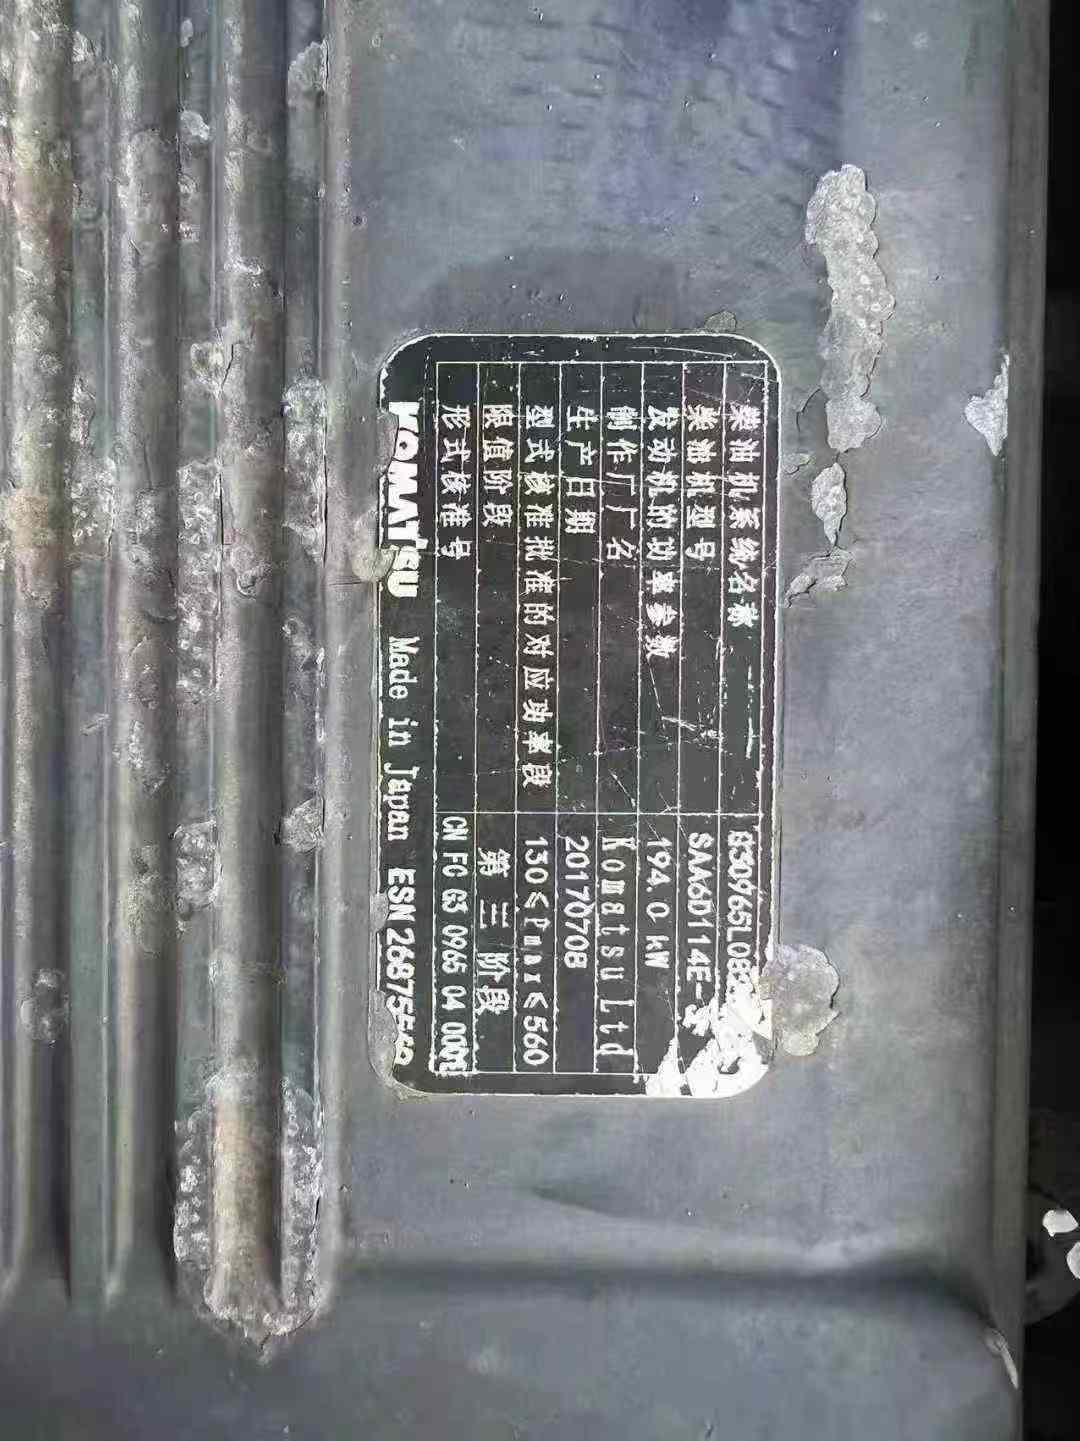 柴油机系统名称
柴油机型号 SAA6D114E-
发动机的功率参数 194.0 kW
制作厂厂名 Komatsu Ltd
生产日期 20170708
型式核准批准的对应功率段 130≤Pmax≤560
限值阶段 第三阶段
形式核准号 CN FC G3 0965 04
KOMATSU Made in Japan ESN